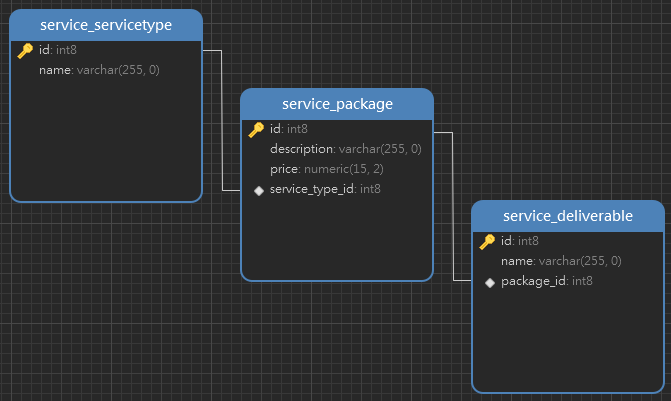 service_servicetype
id: int8
name: varchar(255, 0)
service_package
id: int8
description: varchar(255, 0)
price: numeric(15, 2)
service_type_id: int8
service_deliverable
id: int8
name: varchar(255, 0)
package_id: int8